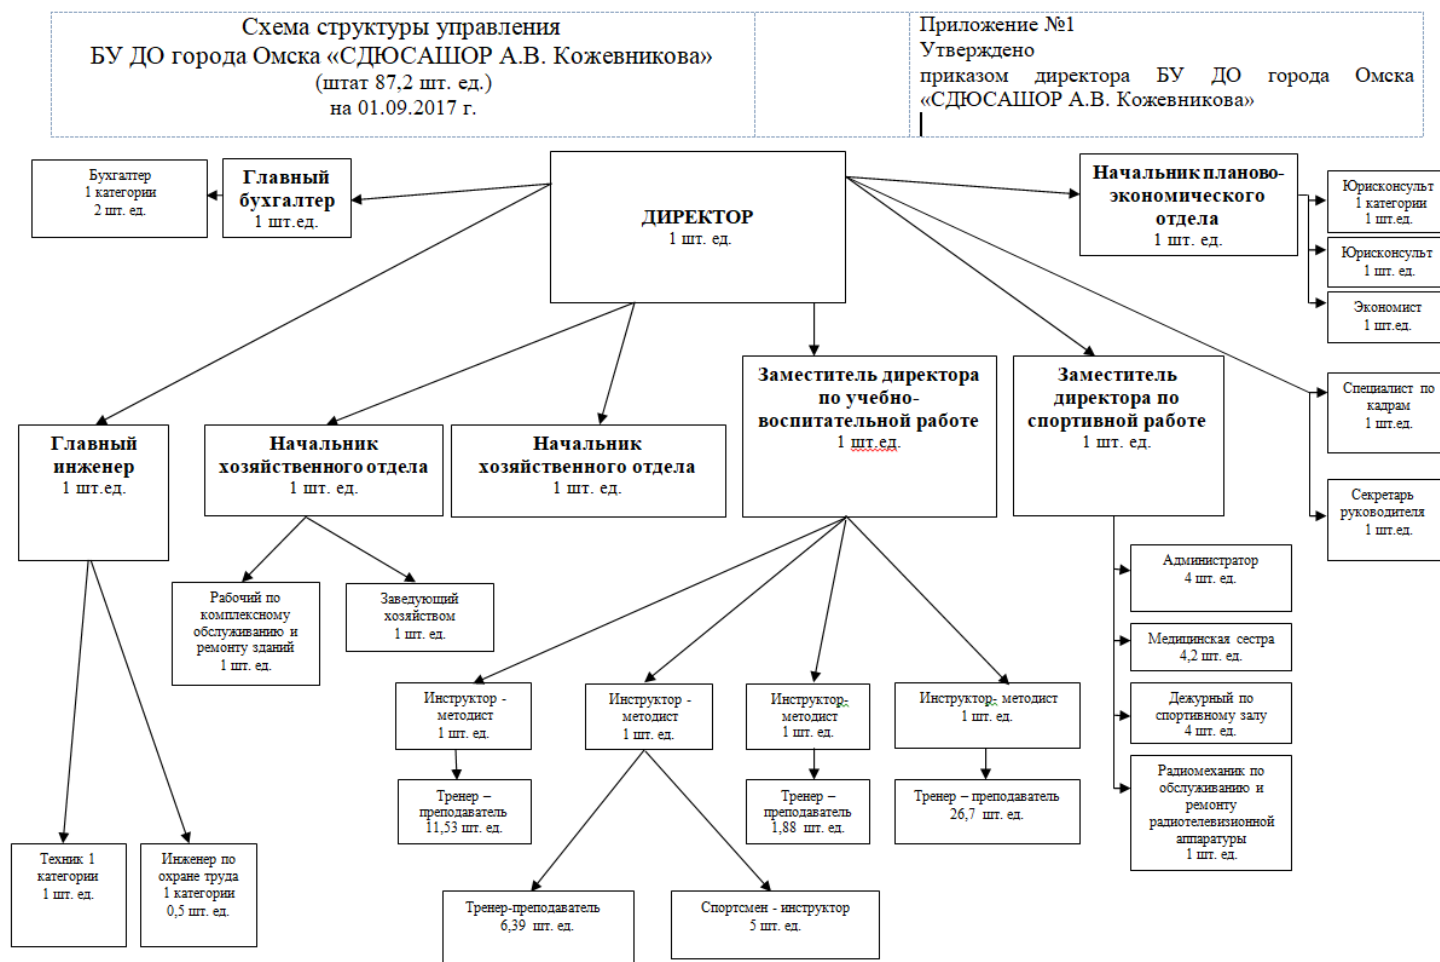 Схема структуры управления
БУ ДО города Омска «СДЮСАШОР А.В. Кожевникова»
(штат 87,2 шт. ед.)
на 01.09.2017 г.
Приложение №1
Утверждено
приказом директора БУ ДО города Омска
«СДЮСАШОР А.В. Кожевникова»
Бухгалтер
1 категории
2 шт. ед.
Главный
бухгалтер
1 шт.ед.
ДИРЕКТОР
1 шт. ед.
Начальник планово-
экономического
отдела
1 шт. ед.
Юрисконсульт
1 категории
1 шт.ед.
Юрисконсульт
1 шт. ед.
Экономист
1 шт.ед.
Главный
инженер
1 шт.ед.
Начальник
хозяйственного отдела
1 шт. ед.
Начальник
хозяйственного отдела
1 шт. ед.
Заместитель директора
по учебно-
воспитательной работе
1 шт.ед.
Заместитель
директора по
спортивной работе
1 шт. ед.
Специалист по
кадрам
1 шт.ед.
Секретарь
руководителя
1 шт.ед.
Рабочий по
комплексному
обслуживанию и
ремонту зданий
1 шт. ед.
Заведующий
хозяйством
1 шт. ед.
Администратор
4 шт. ед.
Медицинская сестра
4,2 шт. ед.
Дежурный по
спортивному залу
4 шт. ед.
Радиомеханик по
обслуживанию и
ремонту
радиотелевизионной
аппаратуры
1 шт. ед.
Инструктор -
методист
1 шт. ед.
Инструктор -
методист
1 шт. ед.
Инструктор-
методист
1 шт. ед.
Инструктор- методист
1 шт. ед.
Тренер –
преподаватель
11,53 шт. ед.
Тренер –
преподаватель
1,88 шт. ед.
Тренер – преподаватель
26,7 шт. ед.
Техник 1
категории
1 шт. ед.
Инженер по
охране труда
1 категории
0,5 шт. ед.
Тренер-преподаватель
6,39 шт. ед.
Спортсмен - инструктор
5 шт. ед.